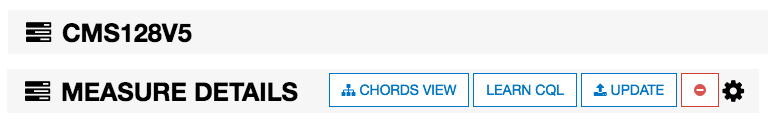 CMS128V5
MEASURE DETAILS CHORDS VIEW LEARN CQL UPDATE